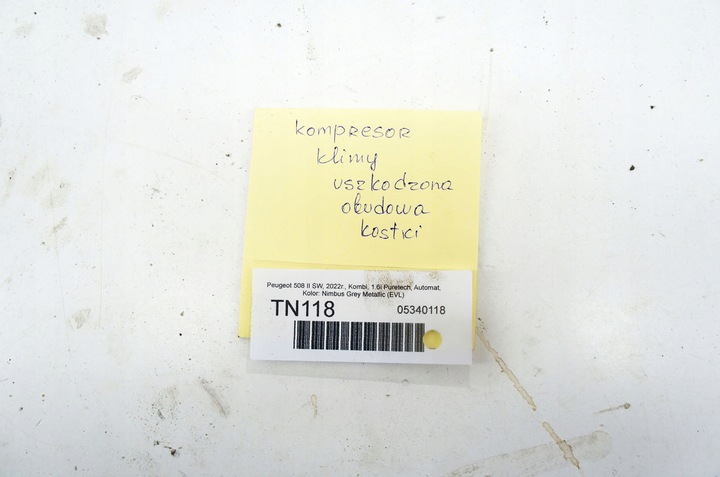 kompresor
klimy
uszkodzona
obudowa
kostki
Peugeot 508 II SW, 2022r., Kombi, 1.6i Puretech, Automat,
Kolor: Nimbus Grey Metallic (EVL)
TN118 05340118